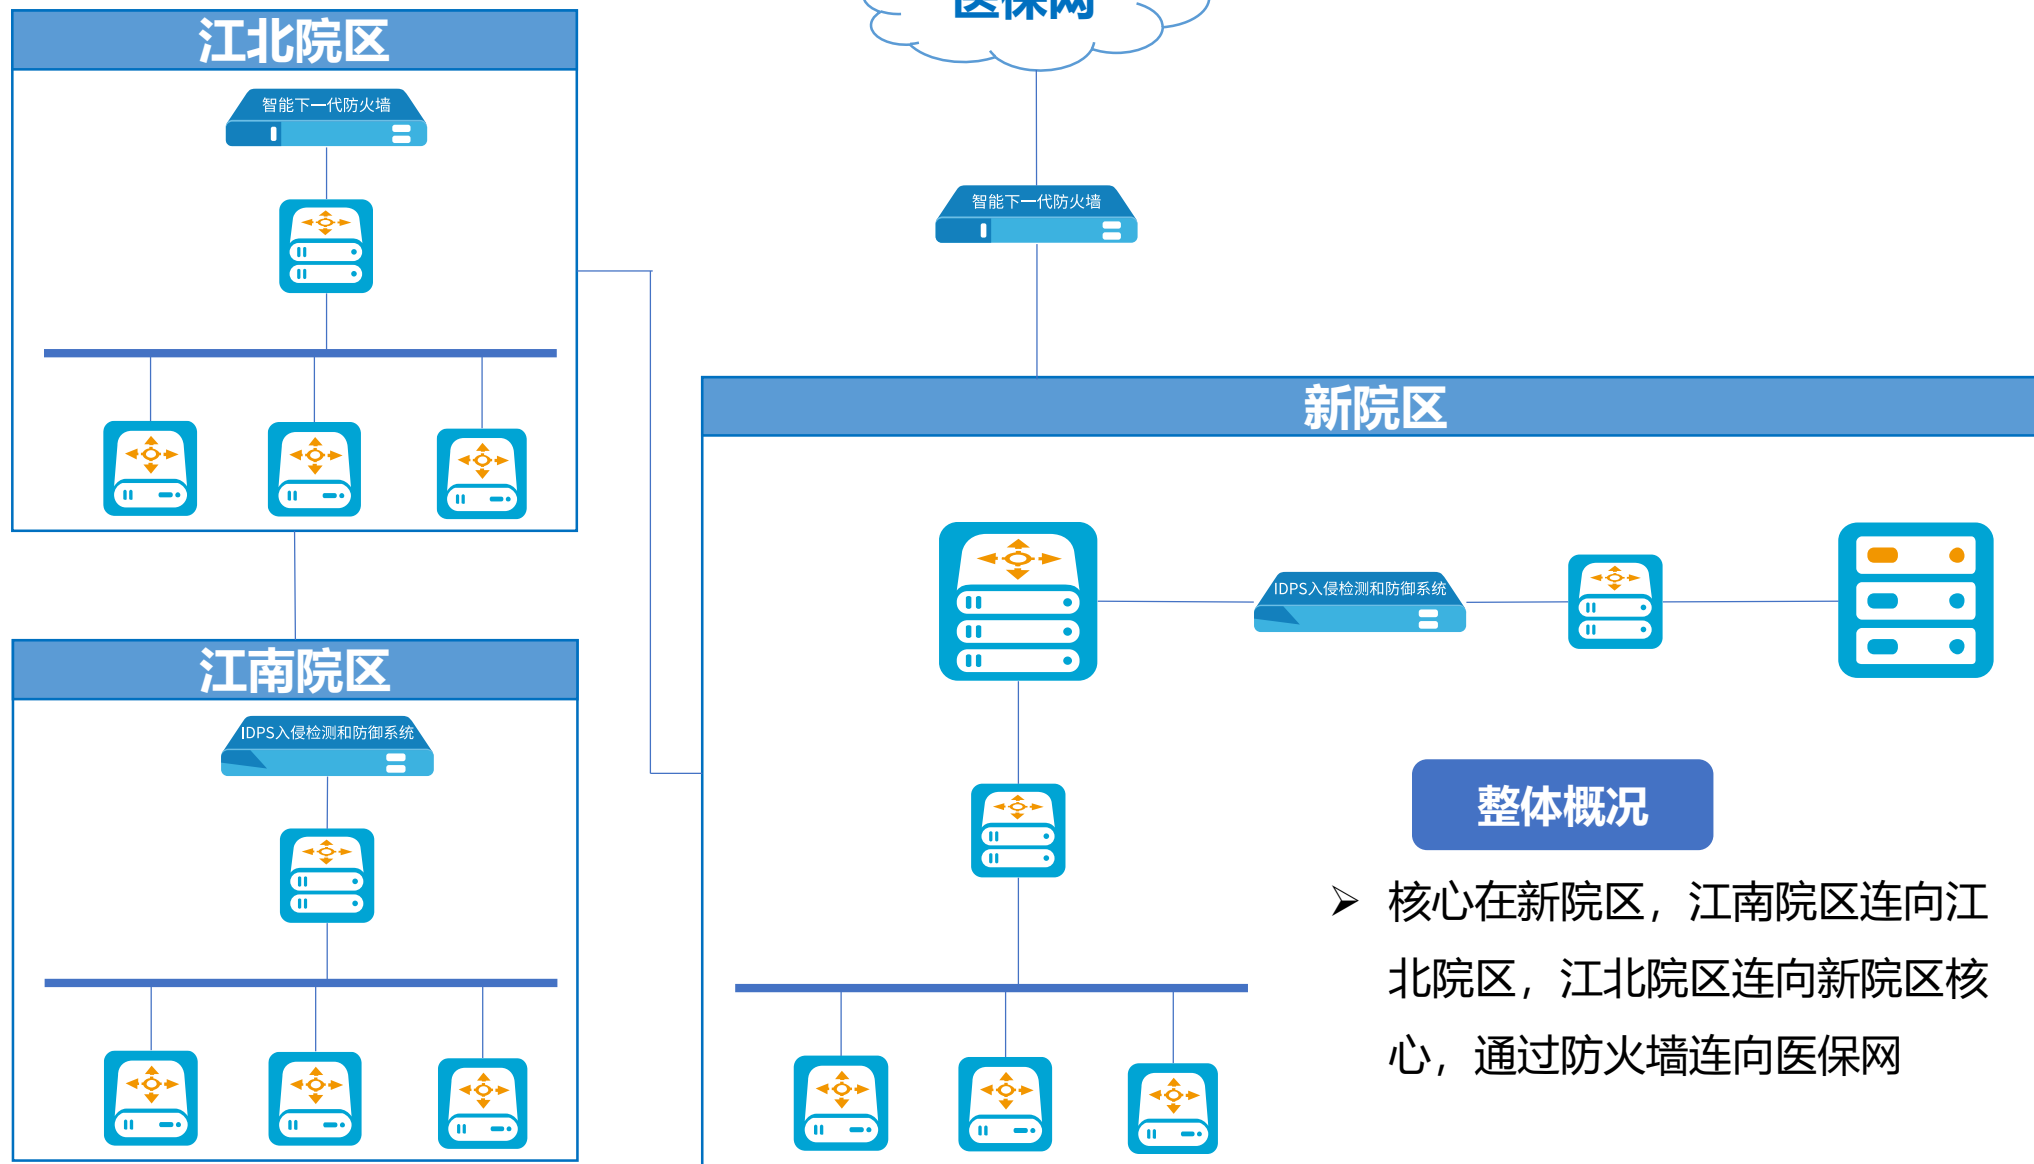 医保网
江北院区
智能下一代防火墙
智能下一代防火墙
新院区
IDPS入侵检测和防御系统
江南院区
IDPS入侵检测和防御系统
整体概况
核心在新院区，江南院区连向江
北院区，江北院区连向新院区核
心，通过防火墙连向医保网